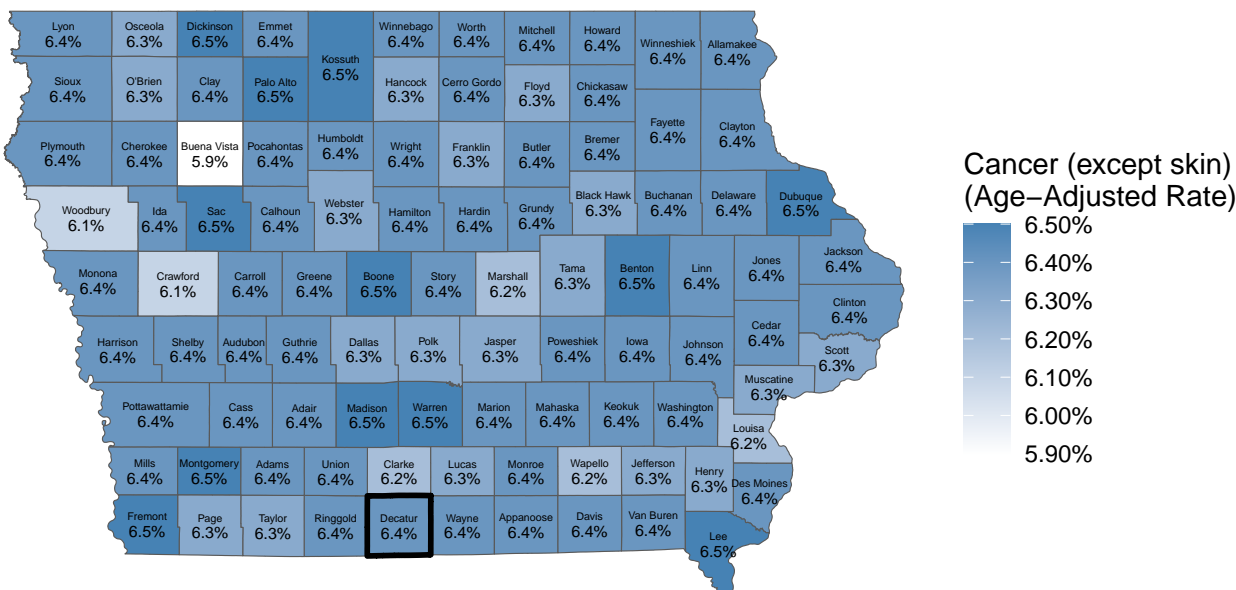 Lyon
6.4%
Osceola
6.3%
Dickinson
6.5%
Emmet
6.4%
Kossuth
6.5%
Winnebago
6.4%
Worth
6.4%
Mitchell
6.4%
Howard
6.4%
Winneshiek
6.4%
Allamakee
6.4%
Sioux
6.4%
O'Brien
6.3%
Clay
6.4%
Palo Alto
6.5%
Hancock
6.3%
Cerro Gordo
6.4%
Floyd
6.3%
Chickasaw
6.4%
Plymouth
6.4%
Cherokee
6.4%
Buena Vista
5.9%
Pocahontas
6.4%
Humboldt
6.4%
Wright
6.4%
Franklin
6.3%
Butler
6.4%
Bremer
6.4%
Fayette
6.4%
Clayton
6.4%
Woodbury
6.1%
Ida
6.4%
Sac
6.5%
Calhoun
6.4%
Webster
6.3%
Hamilton
6.4%
Hardin
6.4%
Grundy
6.4%
Black Hawk
6.3%
Buchanan
6.4%
Delaware
6.4%
Dubuque
6.5%
Monona
6.4%
Crawford
6.1%
Carroll
6.4%
Greene
6.4%
Boone
6.5%
Story
6.4%
Marshall
6.2%
Tama
6.3%
Benton
6.5%
Linn
6.4%
Jones
6.4%
Jackson
6.4%
Clinton
6.4%
Harrison
6.4%
Shelby
6.4%
Audubon
6.4%
Guthrie
6.4%
Dallas
6.3%
Polk
6.3%
Jasper
6.3%
Poweshiek
6.4%
Iowa
6.4%
Johnson
6.4%
Cedar
6.4%
Scott
6.3%
Muscatine
6.3%
Pottawattamie
6.4%
Cass
6.4%
Adair
6.4%
Madison
6.5%
Warren
6.5%
Marion
6.4%
Mahaska
6.4%
Keokuk
6.4%
Washington
6.4%
Louisa
6.2%
Mills
6.4%
Montgomery
6.5%
Adams
6.4%
Union
6.4%
Clarke
6.2%
Lucas
6.3%
Monroe
6.4%
Wapello
6.2%
Jefferson
6.3%
Henry
6.3%
Des Moines
6.4%
Fremont
6.5%
Page
6.3%
Taylor
6.3%
Ringgold
6.4%
Decatur
6.4%
Wayne
6.4%
Appanoose
6.4%
Davis
6.4%
Van Buren
6.4%
Lee
6.5%
Cancer (except skin)
(Age−Adjusted Rate)
6.50%
6.40%
6.30%
6.20%
6.10%
6.00%
5.90%